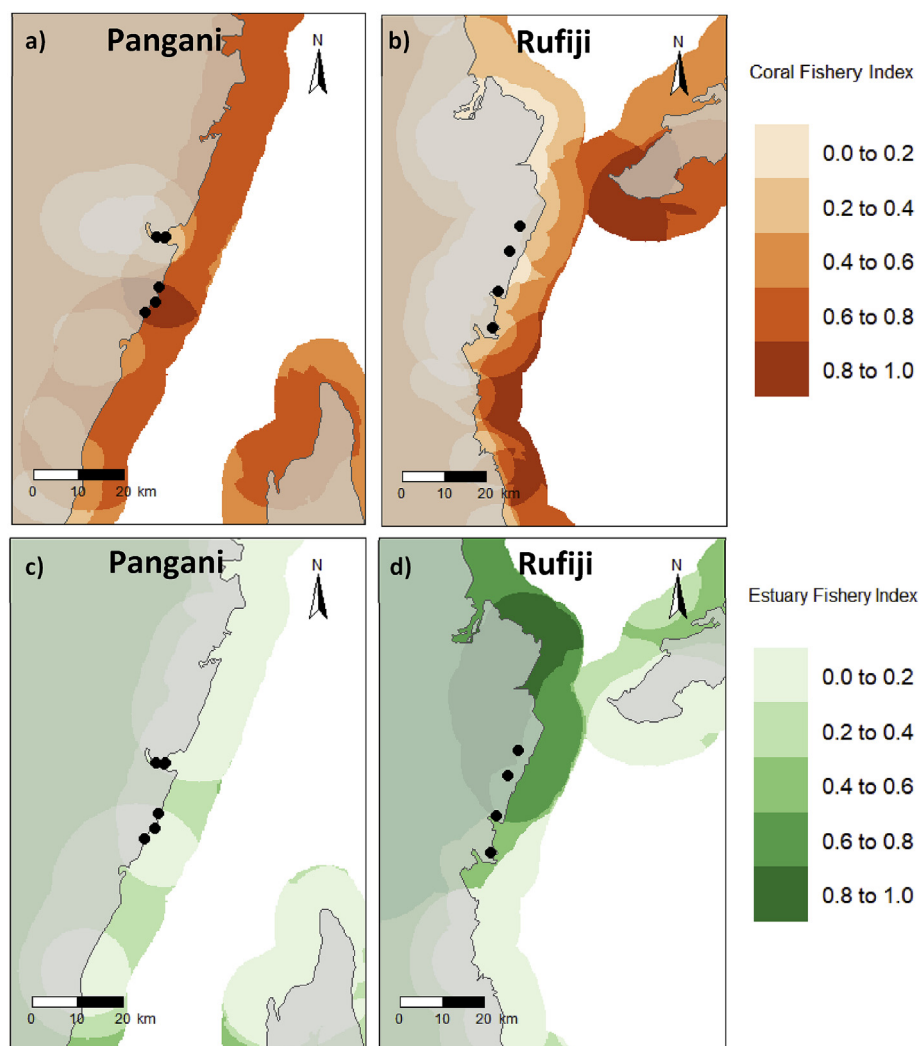 a) Pangani
N
0 10 20 km
b) Rufiji
N
0 10 20 km
Coral Fishery Index
0.0 to 0.2
0.2 to 0.4
0.4 to 0.6
0.6 to 0.8
0.8 to 1.0
c) Pangani
N
0 10 20 km
d) Rufiji
N
0 10 20 km
Estuary Fishery Index
0.0 to 0.2
0.2 to 0.4
0.4 to 0.6
0.6 to 0.8
0.8 to 1.0